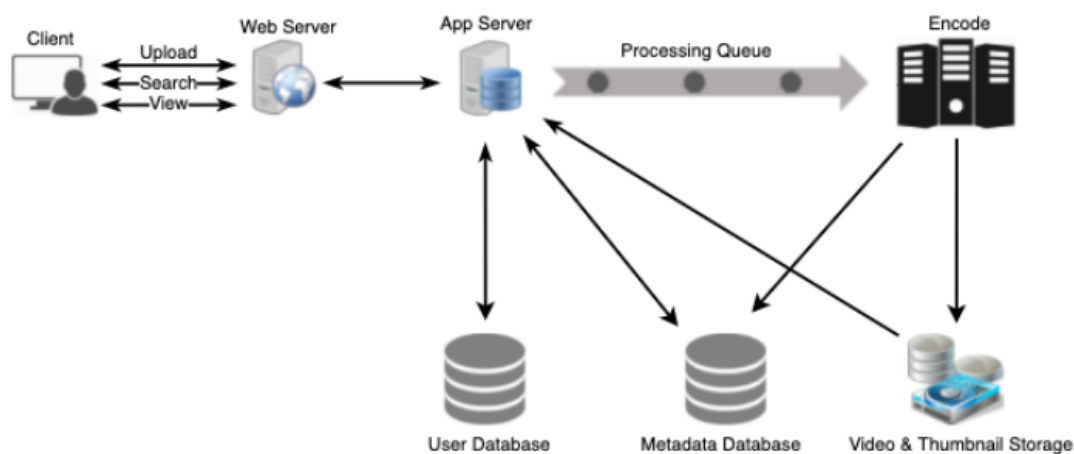 Client
Web Server
App Server
Encode
Upload
Search
View
Processing Queue
User Database
Metadata Database
Video & Thumbnail Storage